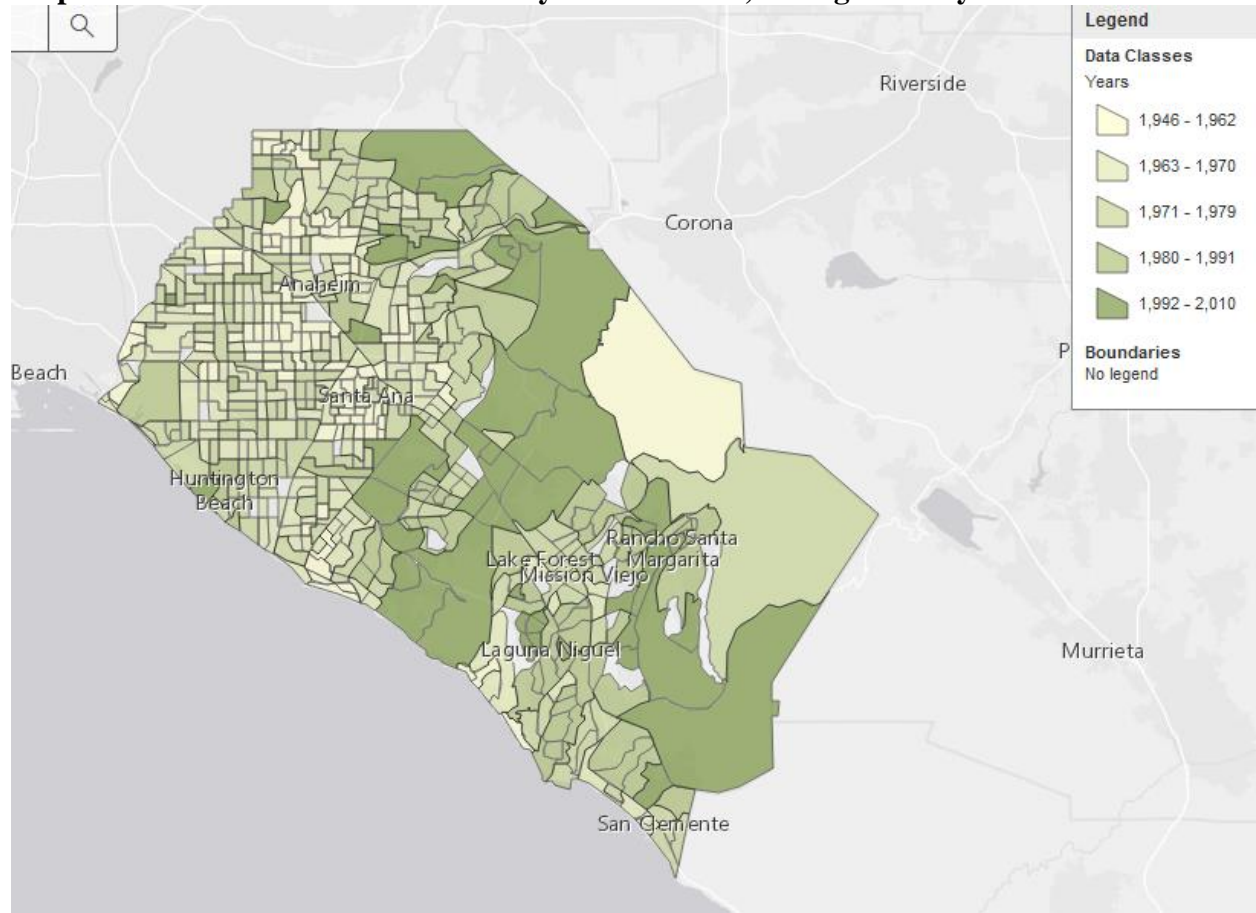 Legend
Data Classes
Years
1,946 - 1,962
1,963 - 1,970
1,971 - 1,979
1,980 - 1,991
1,992 - 2,010
Boundaries
No legend
Riverside
Corona
Anaheim
P
Beach
Santa Ana
Huntington
Beach
Rancho Santa
Margarita
Lake Forest
Mission Viejo
Laguna Niguel
Murrieta
San Clemente